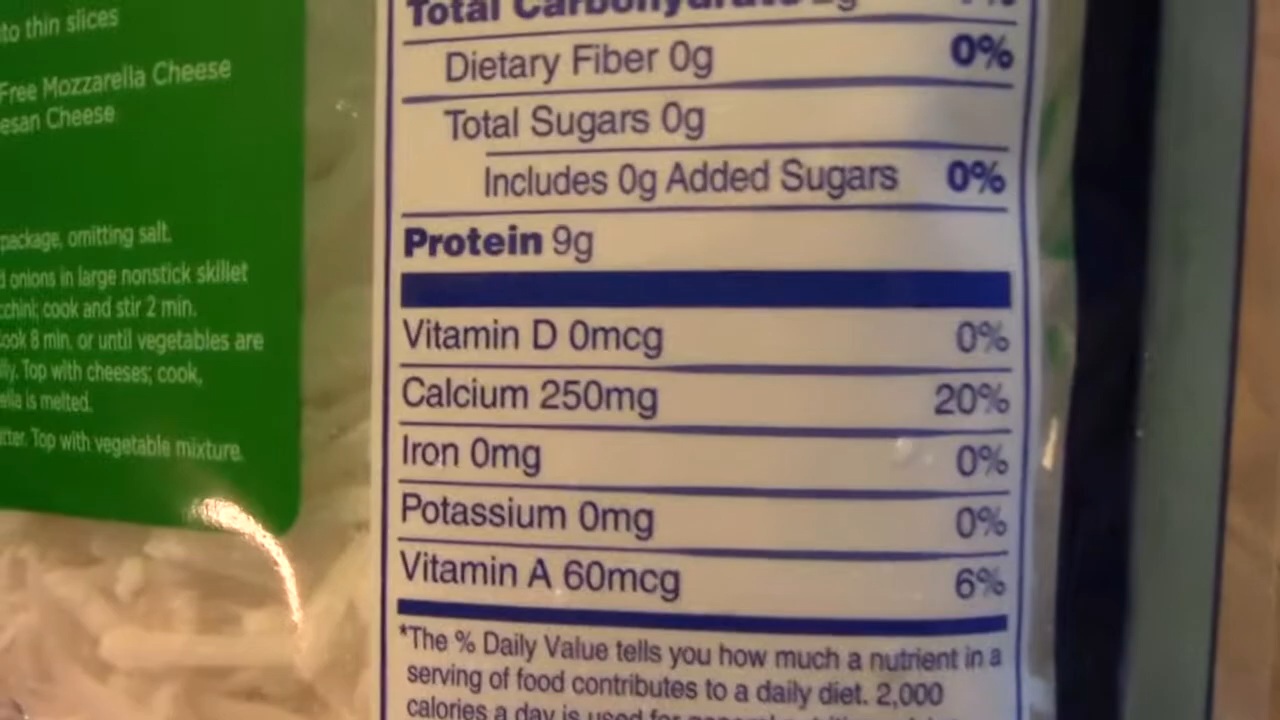 to thin slices
Free Mozzarella Cheese
esan Cheese
package, omitting salt.
onions in large nonstick skillet
cchini; cook and stir 2 min.
ook 8 min. or until vegetables are
lly. Top with cheeses; cook,
ella is melted.
tter. Top with vegetable mixture.
Total Carbohydrate
Dietary Fiber 0g 0%
Total Sugars 0g
Includes 0g Added Sugars 0%
Protein 9g
Vitamin D 0mcg 0%
Calcium 250mg 20%
Iron 0mg 0%
Potassium 0mg 0%
Vitamin A 60mcg 6%
*The % Daily Value tells you how much a nutrient in a
serving of food contributes to a daily diet. 2,000
calories a day is used for general